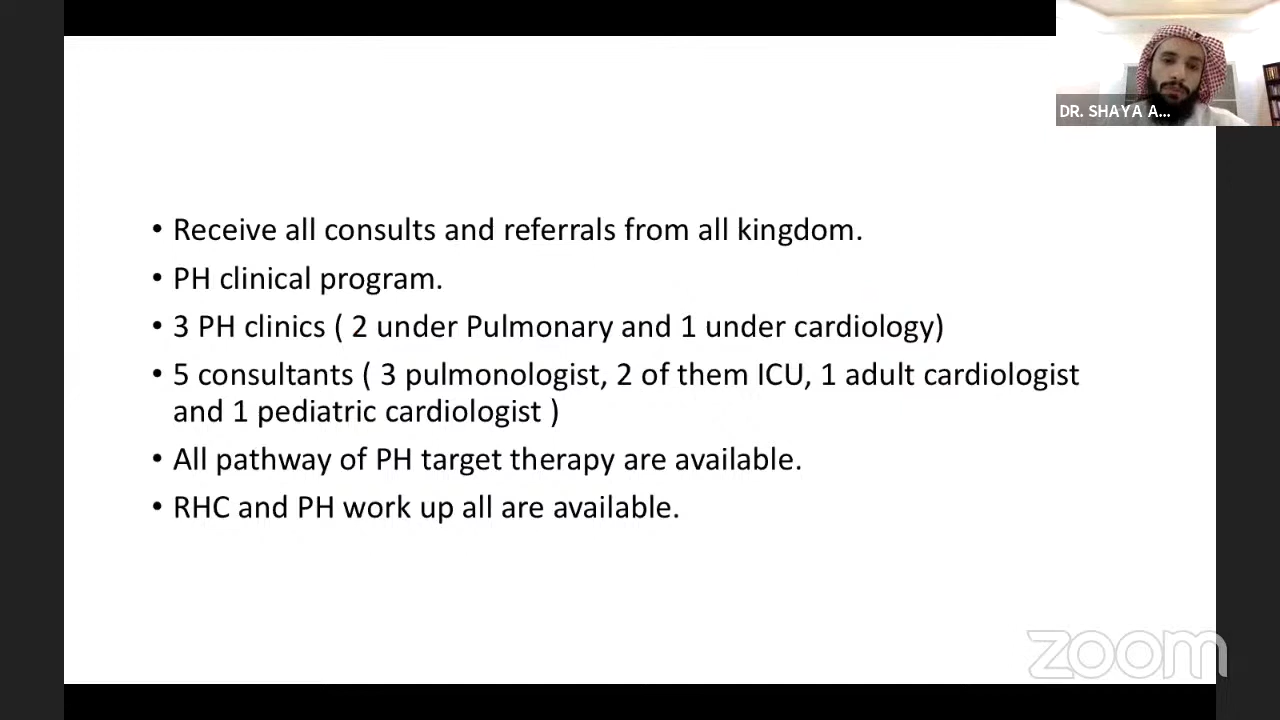 DR. SHAYA A...
• Receive all consults and referrals from all kingdom.
• PH clinical program.
• 3 PH clinics ( 2 under Pulmonary and 1 under cardiology)
• 5 consultants ( 3 pulmonologist, 2 of them ICU, 1 adult cardiologist
and 1 pediatric cardiologist )
• All pathway of PH target therapy are available.
• RHC and PH work up all are available.
zoom